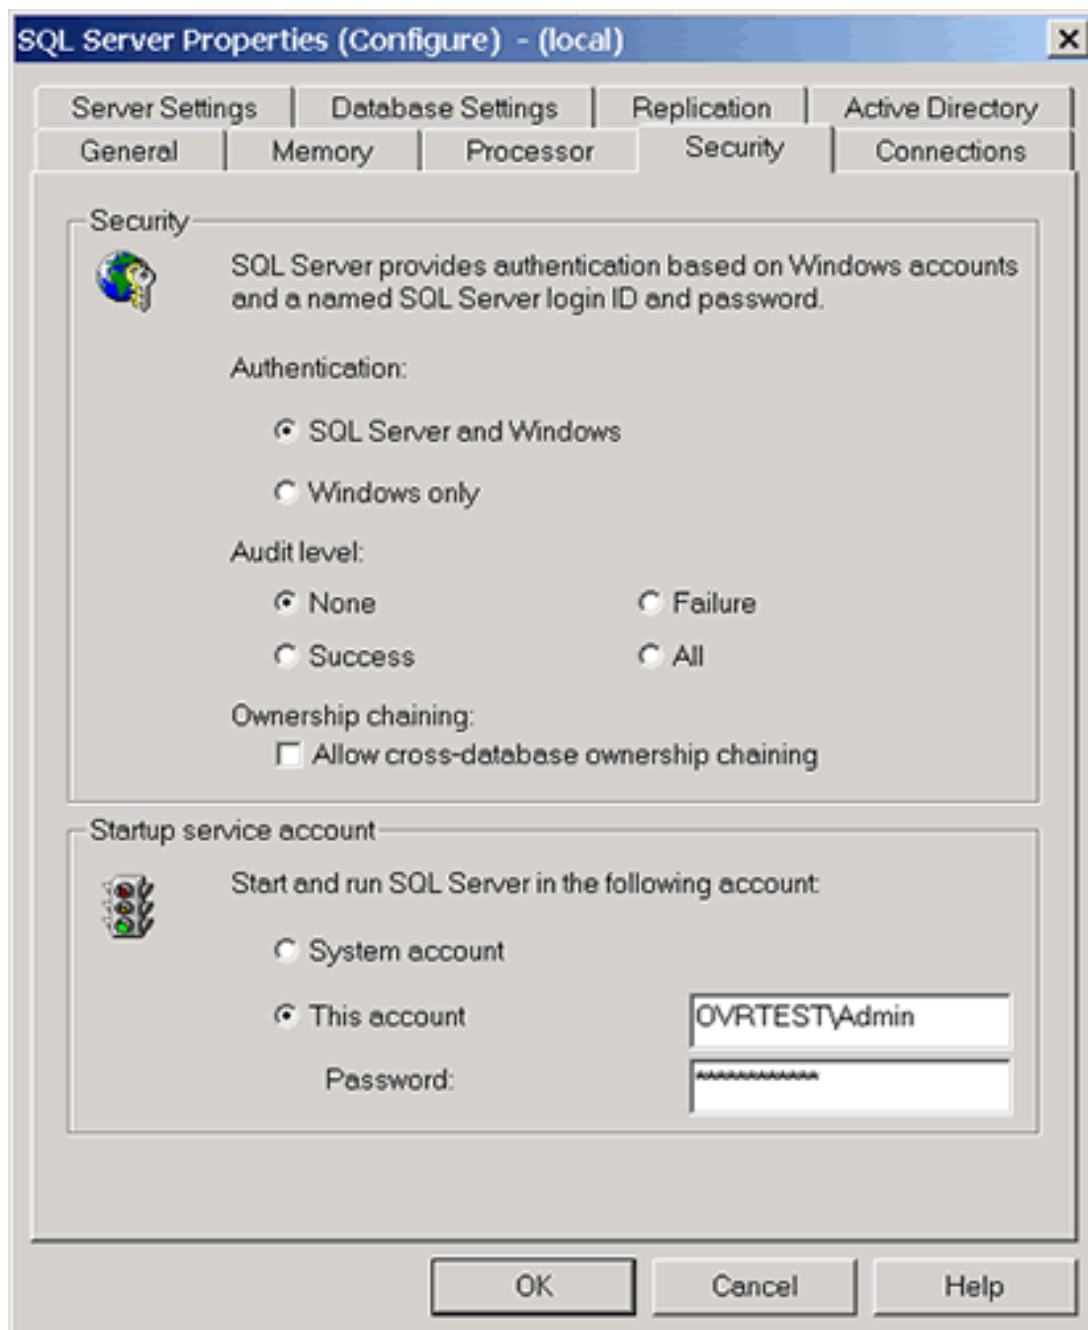 SQL Server Properties (Configure) - (local)
Server Settings
Database Settings
Replication
Active Directory
General
Memory
Processor
Security
Connections
Security
SQL Server provides authentication based on Windows accounts
and a named SQL Server login ID and password.
Authentication:
SQL Server and Windows
Windows only
Audit level:
None
Failure
Success
All
Ownership chaining:
Allow cross-database ownership chaining
Startup service account
Start and run SQL Server in the following account:
System account
This account
OVRTEST\Admin
Password:
************
OK
Cancel
Help